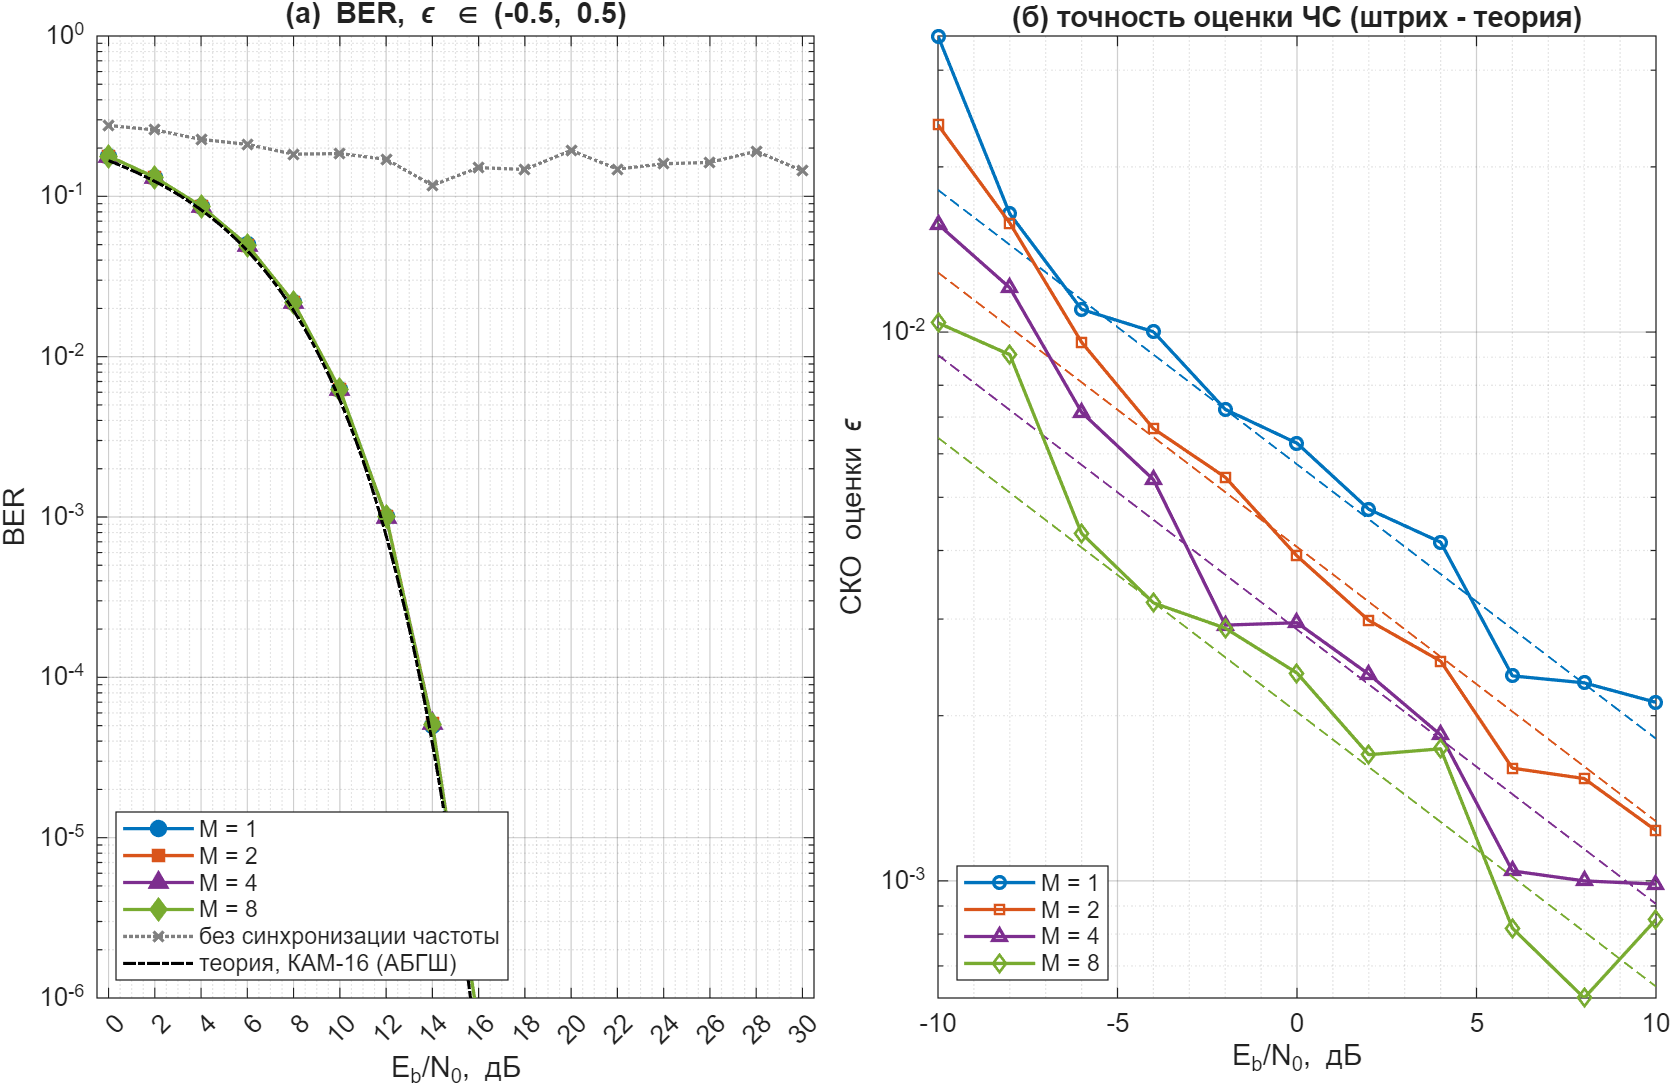 (а) BER, ϵ ∈ (-0.5, 0.5)
10⁰
10⁻¹
10⁻²
10⁻³
10⁻⁴
10⁻⁵
10⁻⁶
BER
M = 1
M = 2
M = 4
M = 8
без синхронизации частоты
теория, КАМ-16 (АБГШ)
0 2 4 6 8 10 12 14 16 18 20 22 24 26 28 30
E_b/N_0, дБ
(б) точность оценки ЧС (штрих - теория)
10⁻²
10⁻³
СКО оценки ϵ
M = 1
M = 2
M = 4
M = 8
-10 -5 0 5 10
E_b/N_0, дБ